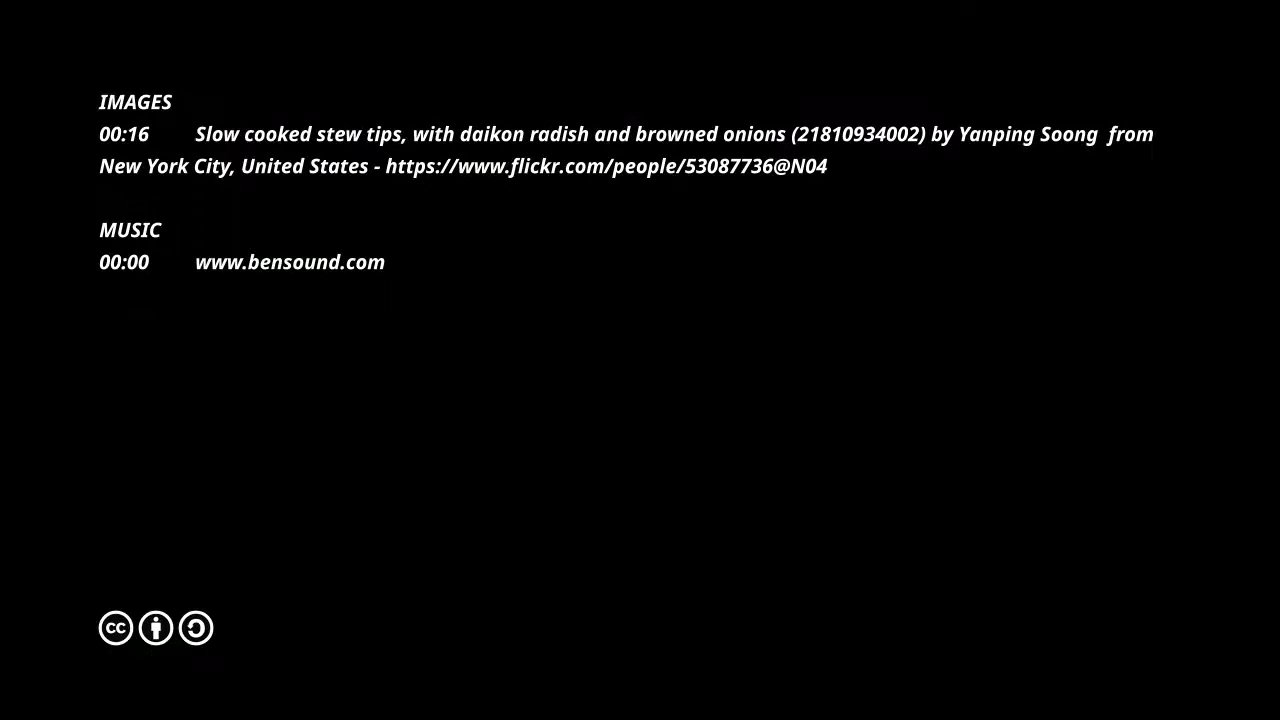 IMAGES
00:16 Slow cooked stew tips, with daikon radish and browned onions (21810934002) by Yanping Soong from
New York City, United States - https://www.flickr.com/people/53087736@N04
MUSIC
00:00 www.bensound.com
cc